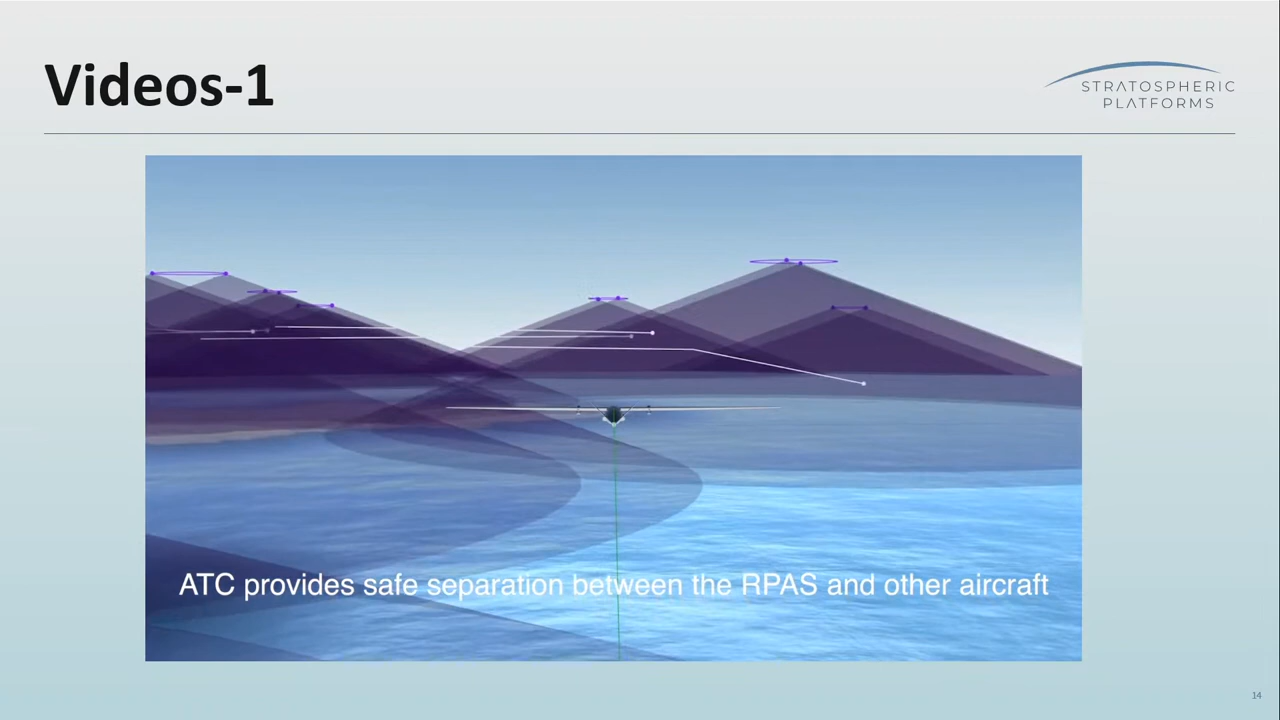 Videos-1
STRATOSPHERIC
PLATFORMS
ATC provides safe separation between the RPAS and other aircraft
14